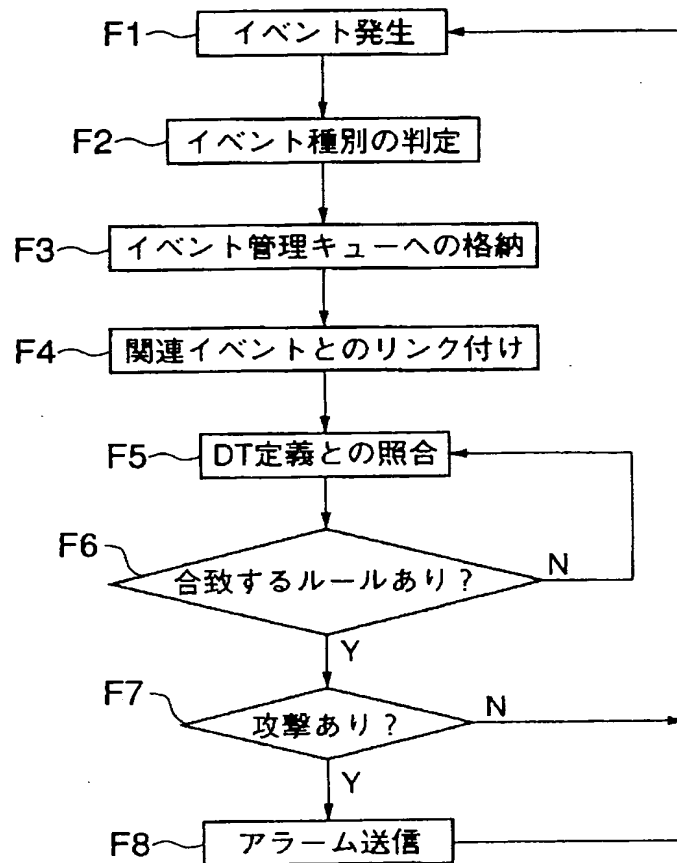 F1 イベント発生
F2 イベント種別の判定
F3 イベント管理キューへの格納
F4 関連イベントとのリンク付け
F5 DT定義との照合
F6 合致するルールあり? N
Y
F7 攻撃あり? N
Y
F8 アラーム送信